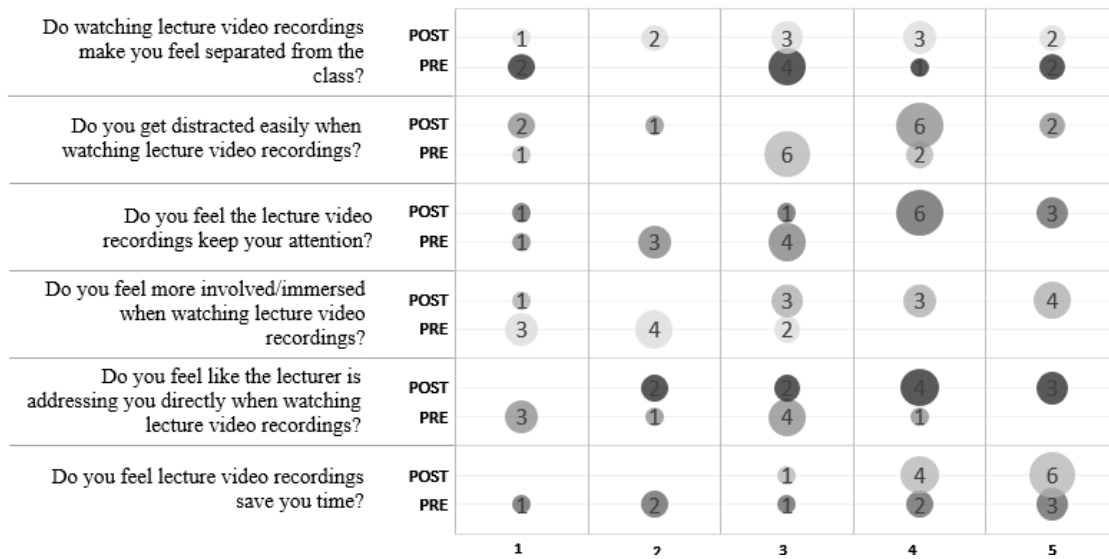 Do watching lecture video recordings
make you feel separated from the
class?
POST 1 2 3 3 2
PRE 2 4 1 2
Do you get distracted easily when
watching lecture video recordings?
POST 2 1 6 2
PRE 1 6 2
Do you feel the lecture video
recordings keep your attention?
POST 1 1 6 3
PRE 1 3 4
Do you feel more involved/immersed
when watching lecture video
recordings?
POST 1 3 3 4
PRE 3 4 2
Do you feel like the lecturer is
addressing you directly when watching
lecture video recordings?
POST 2 2 4 3
PRE 3 1 4 1
Do you feel lecture video recordings
save you time?
POST 1 4 6
PRE 1 2 1 2 3
1 2 3 4 5